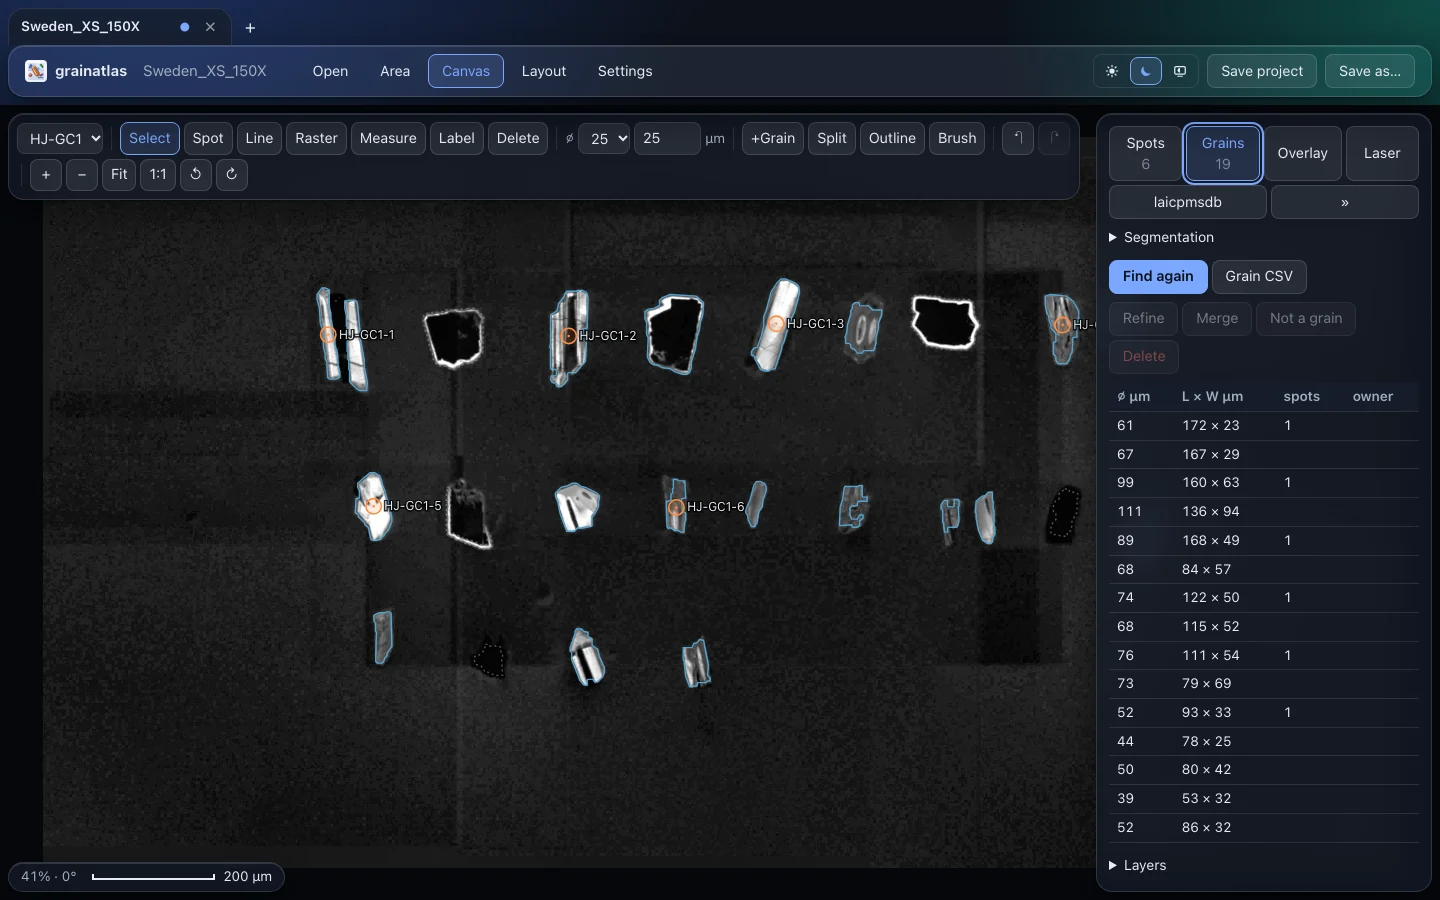 Sweden_XS_150X
grainatlas Sweden_XS_150X Open Area Canvas Layout Settings Save project Save as...
HJ-GC1 Select Spot Line Raster Measure Label Delete ø 25 25 µm +Grain Split Outline Brush
+ − Fit 1:1
Spots 6 Grains 19 Overlay Laser
laicpmsdb »
Segmentation
Find again Grain CSV
Refine Merge Not a grain
Delete
ø µm L × W µm spots owner
61 172 × 23 1
67 167 × 29
99 160 × 63 1
111 136 × 94
89 168 × 49 1
68 84 × 57
74 122 × 50 1
68 115 × 52
76 111 × 54 1
73 79 × 69
52 93 × 33 1
44 78 × 25
50 80 × 42
39 53 × 32
52 86 × 32
Layers
HJ-GC1-1 HJ-GC1-2 HJ-GC1-3 HJ-
HJ-GC1-5 HJ-GC1-6
41% · 0° 200 µm